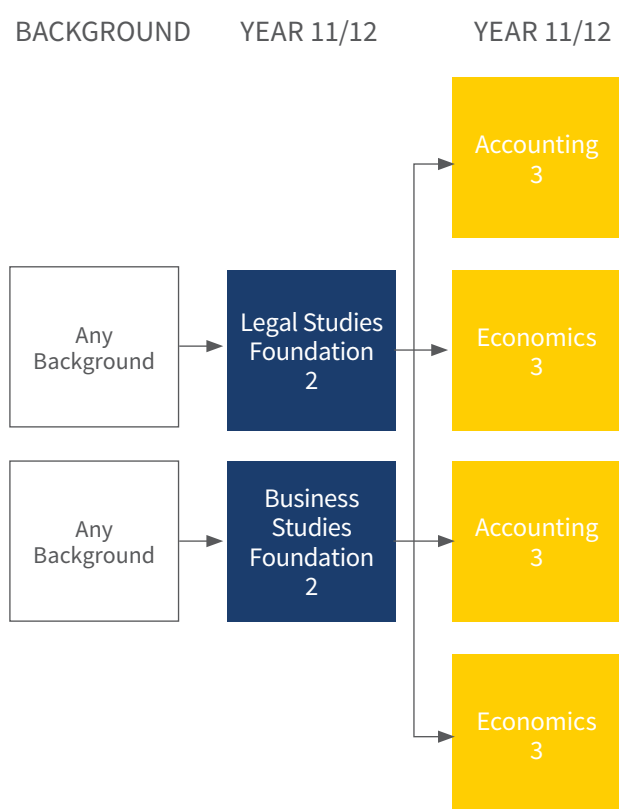 BACKGROUND
YEAR 11/12
YEAR 11/12
Accounting
3
Any
Background
Legal Studies
Foundation
2
Economics
3
Any
Background
Business
Studies
Foundation
2
Accounting
3
Economics
3